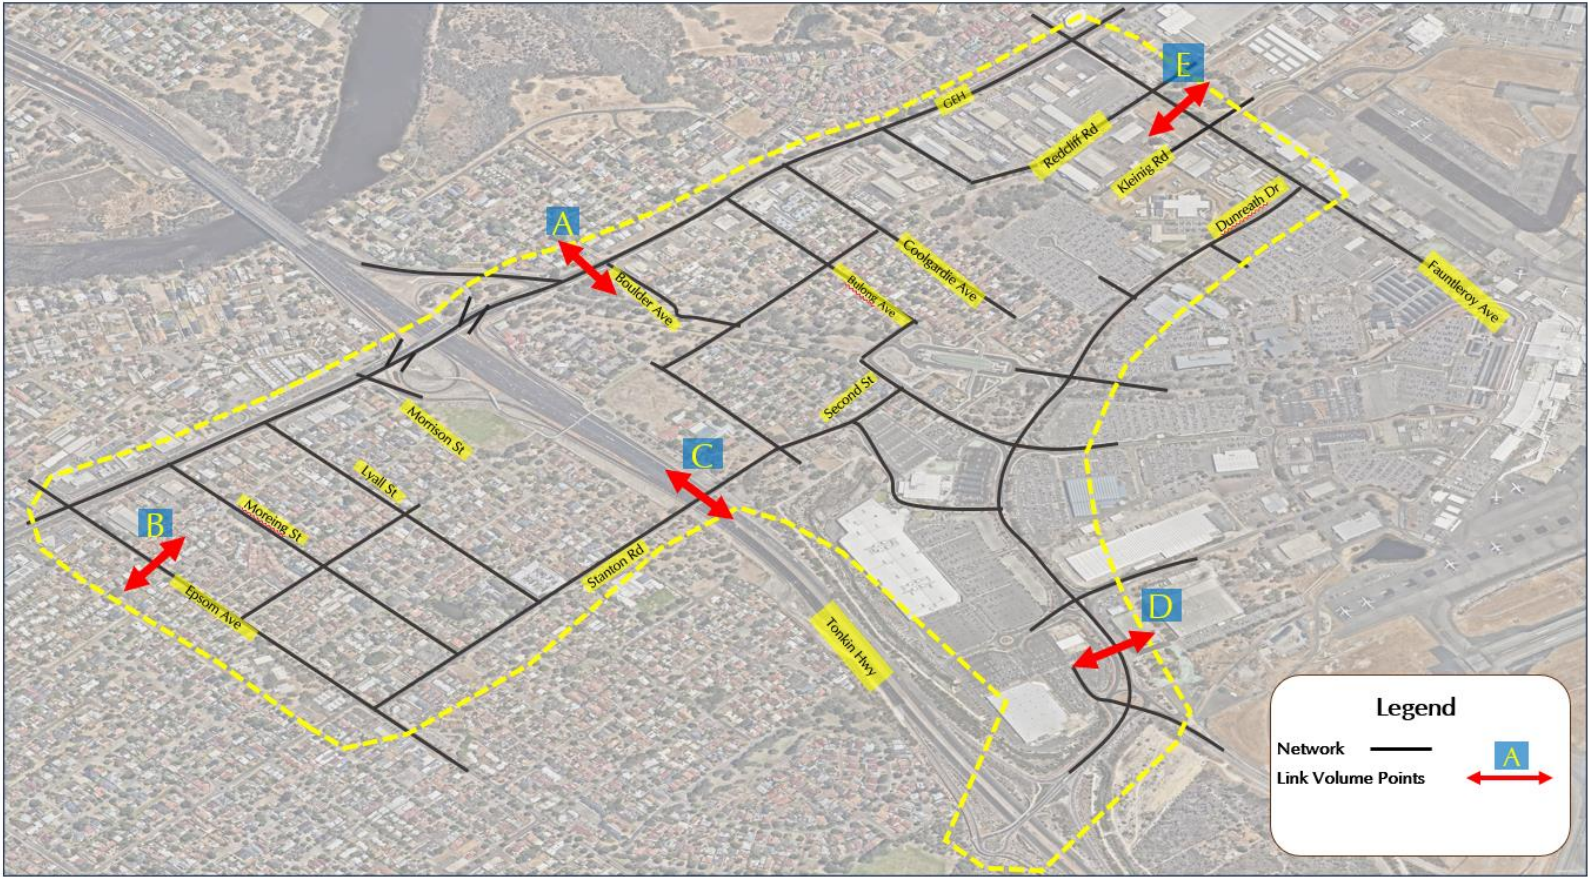 E
GEH
Redcliff Rd
Kleinig Rd
Dunreath Dr
A
Boulder Ave
Coolgardie Ave
Bulong Ave
Fauntleroy Ave
Second St
Morrison St
C
Lyall St
Moreing St
B
Stanton Rd
Epsom Ave
Tonkin Hwy
D
Legend
Network
A
Link Volume Points